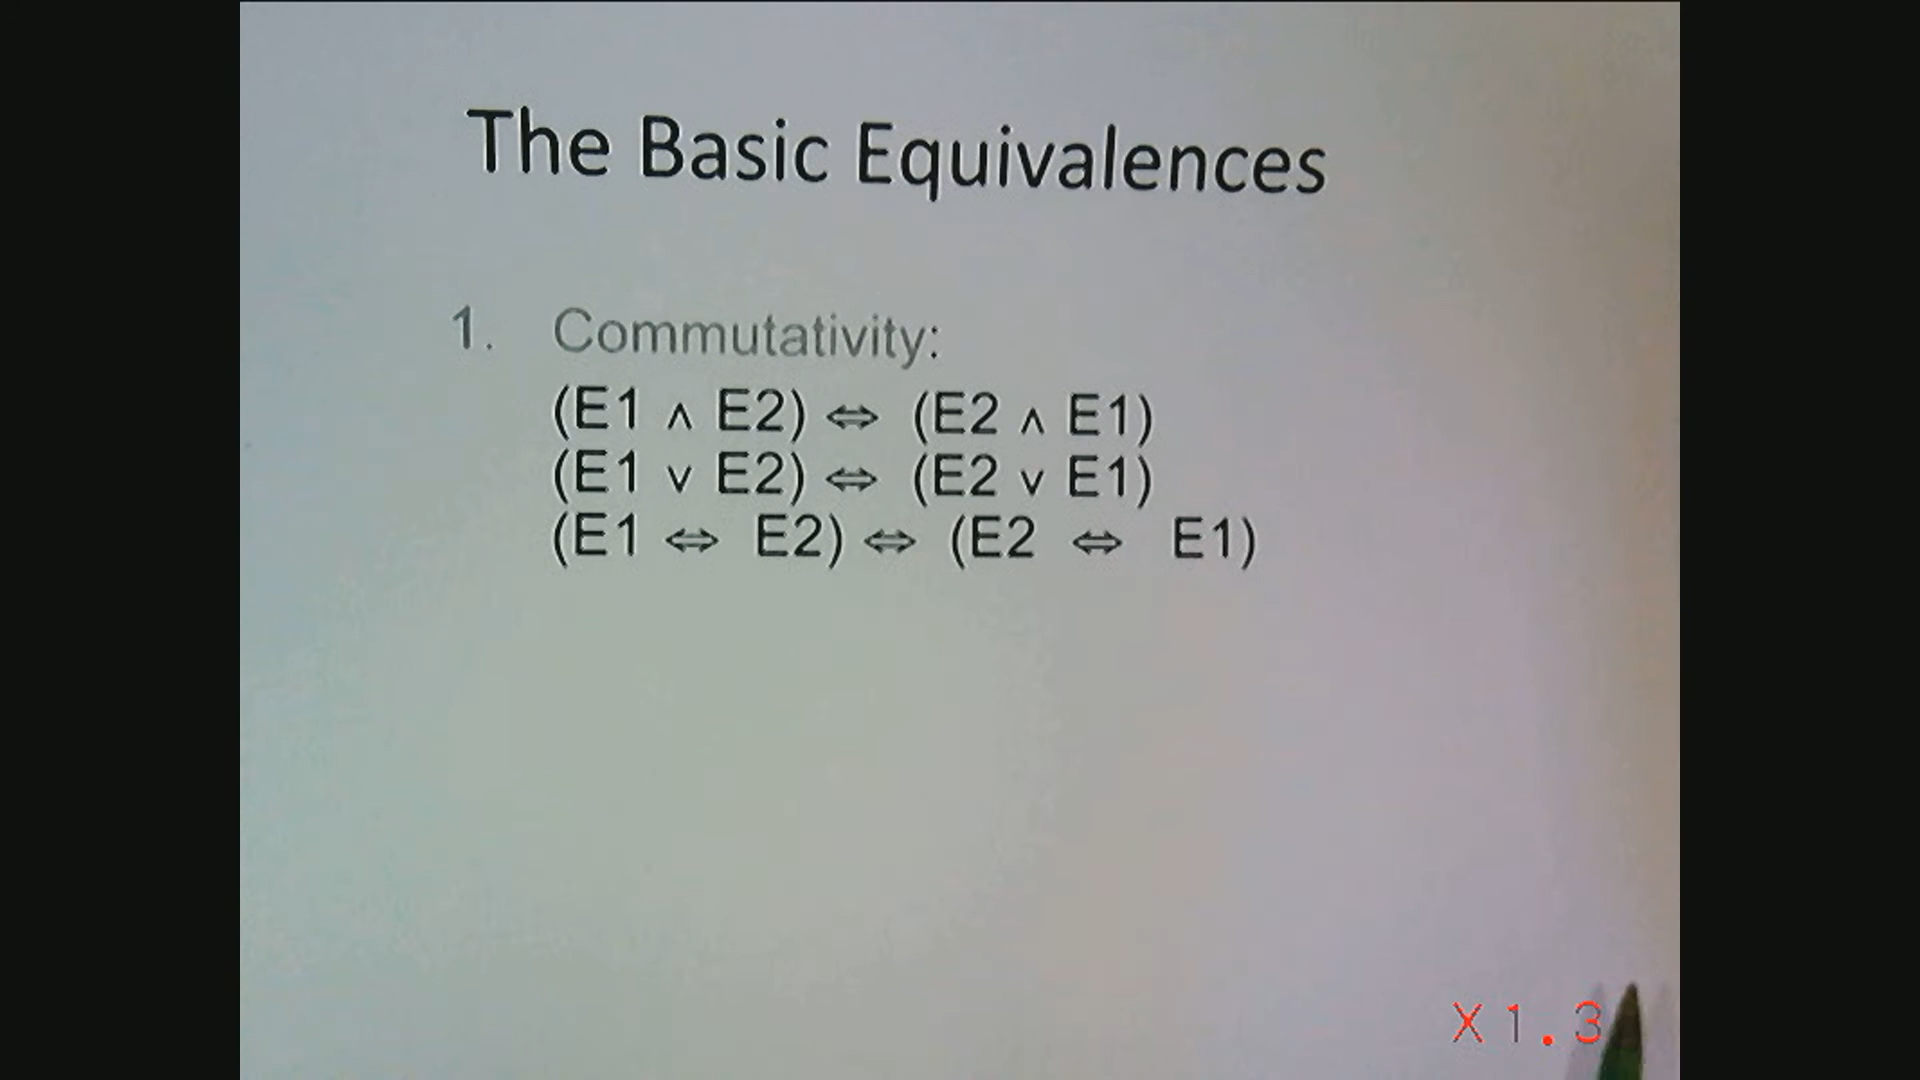 The Basic Equivalences
1. Commutativity:
(E1 ∧ E2) ⇔ (E2 ∧ E1)
(E1 ∨ E2) ⇔ (E2 ∨ E1)
(E1 ⇔ E2) ⇔ (E2 ⇔ E1)
X1.3